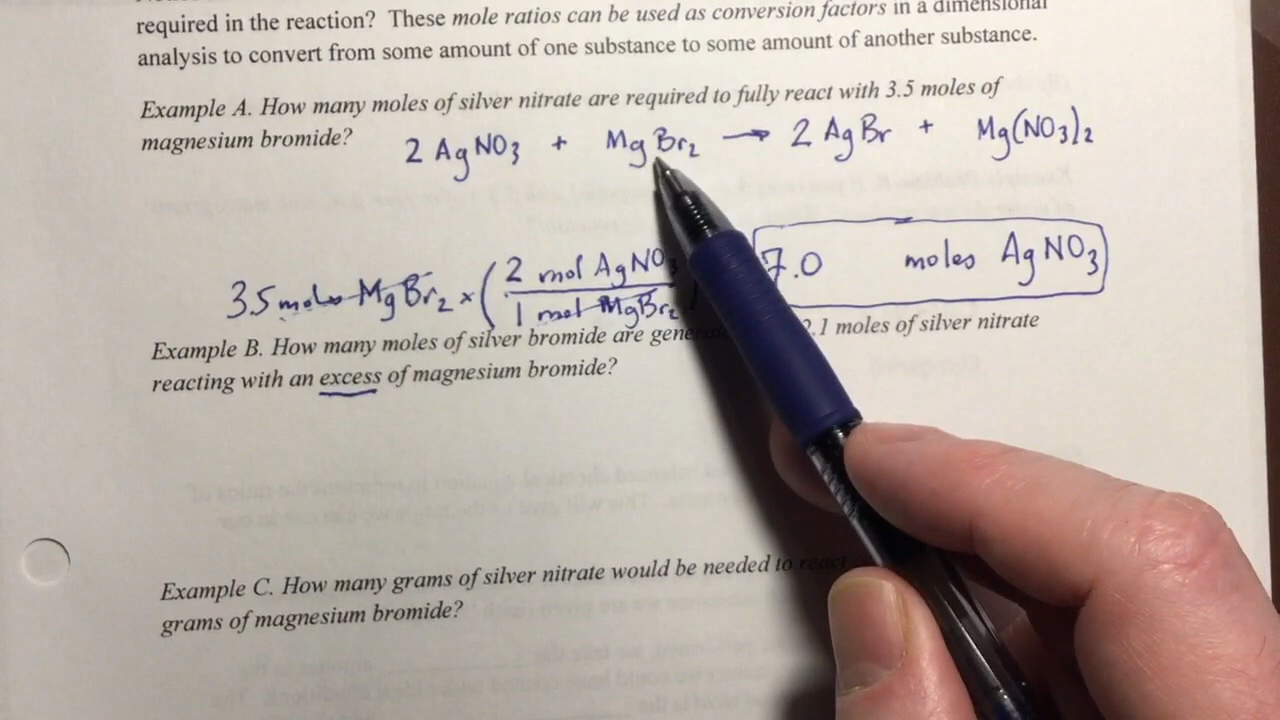 required in the reaction? These mole ratios can be used as conversion factors in a dimensional
analysis to convert from some amount of one substance to some amount of another substance.
Example A. How many moles of silver nitrate are required to fully react with 3.5 moles of
magnesium bromide?
2 AgNO3 + MgBr2 → 2 AgBr + Mg(NO3)2
3.5 moles MgBr2 × (2 mol AgNO3
1 mol MgBr2
7.0 moles AgNO3
Example B. How many moles of silver bromide are .1 moles of silver nitrate
reacting with an excess of magnesium bromide?
Example C. How many grams of silver nitrate would be needed to react
grams of magnesium bromide?